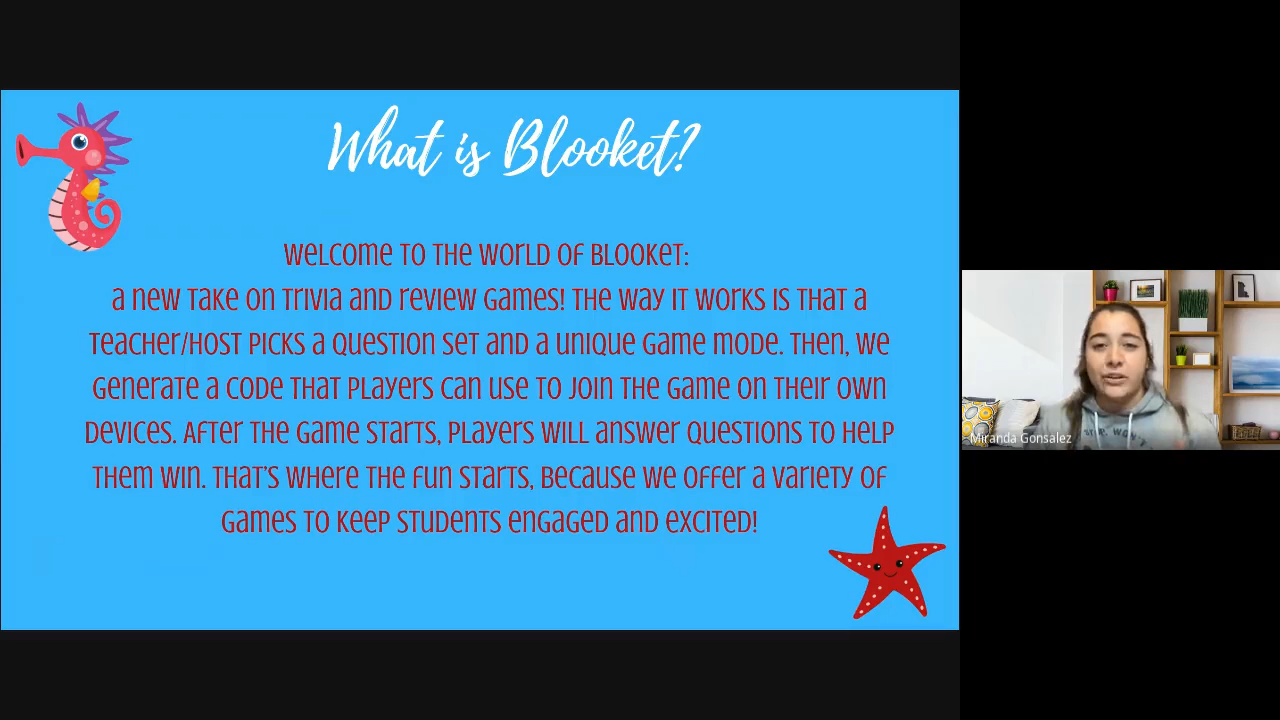 What is Blooket?
Welcome to the world of Blooket:
a new take on trivia and review games! The way it works is that a
teacher/host picks a question set and a unique game mode. Then, we
generate a code that players can use to join the game on their own
devices. After the game starts, players will answer questions to help
them win. That's where the fun starts, because we offer a variety of
games to keep students engaged and excited!
Miranda Gonsalez